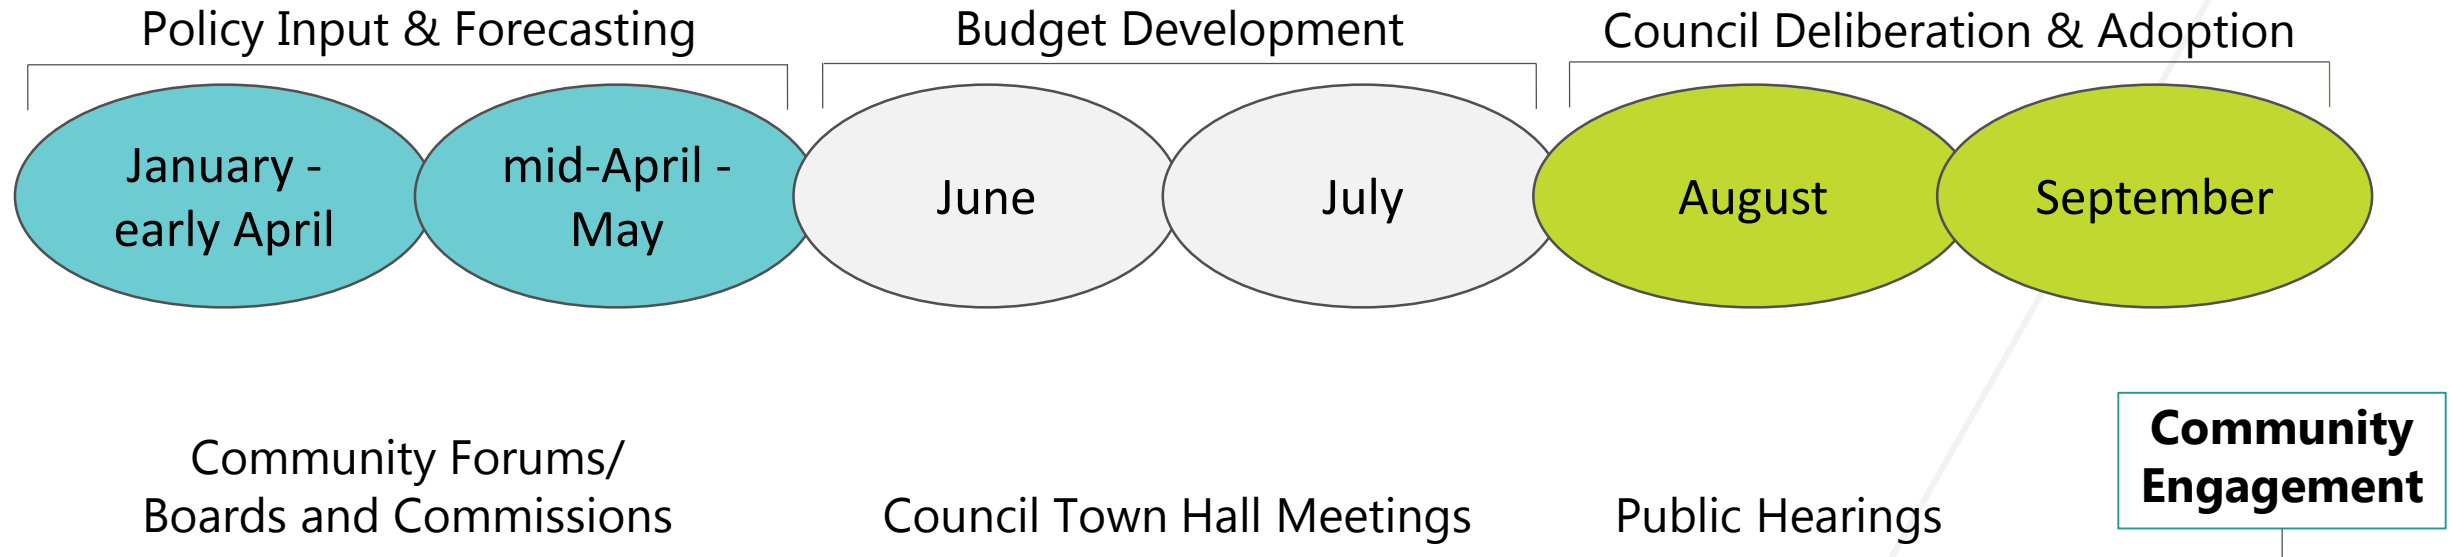 Policy Input & Forecasting
Budget Development
Council Deliberation & Adoption
January -
early April
mid-April -
May
June
July
August
September
Community Forums/
Boards and Commissions
Council Town Hall Meetings
Public Hearings
Community
Engagement